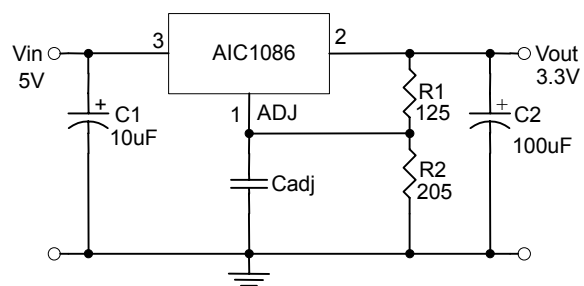 Vin
5V
3
AIC1086
2
Vout
3.3V
+
C1
10uF
1
ADJ
R1
125
+
C2
100uF
Cadj
R2
205